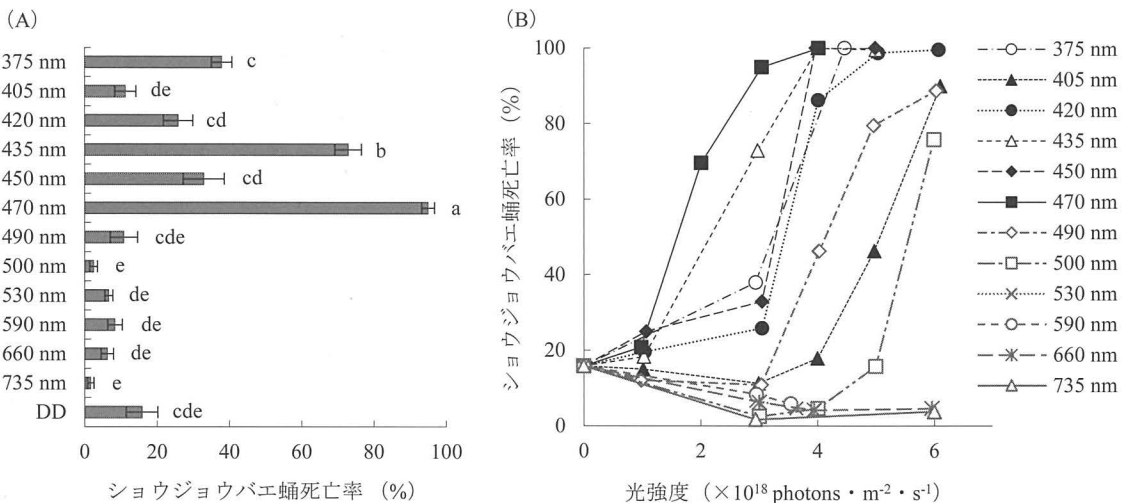 (A)
375 nm
405 nm
420 nm
435 nm
450 nm
470 nm
490 nm
500 nm
530 nm
590 nm
660 nm
735 nm
DD
c
de
cd
b
cd
a
cde
e
de
de
de
e
cde
0 20 40 60 80 100
ショウジョウバエ蛹死亡率 (%)
(B)
ショウジョウバエ蛹死亡率 (%)
100
80
60
40
20
0
0 2 4 6
光強度 (×10¹⁸ photons・m⁻²・s⁻¹)
375 nm
405 nm
420 nm
435 nm
450 nm
470 nm
490 nm
500 nm
530 nm
590 nm
660 nm
735 nm